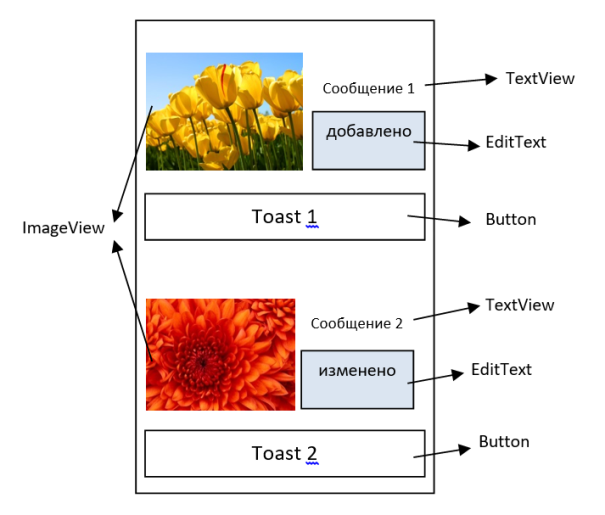 Сообщение 1
TextView
добавлено
EditText
Toast 1
Button
ImageView
Сообщение 2
TextView
изменено
EditText
Toast 2
Button